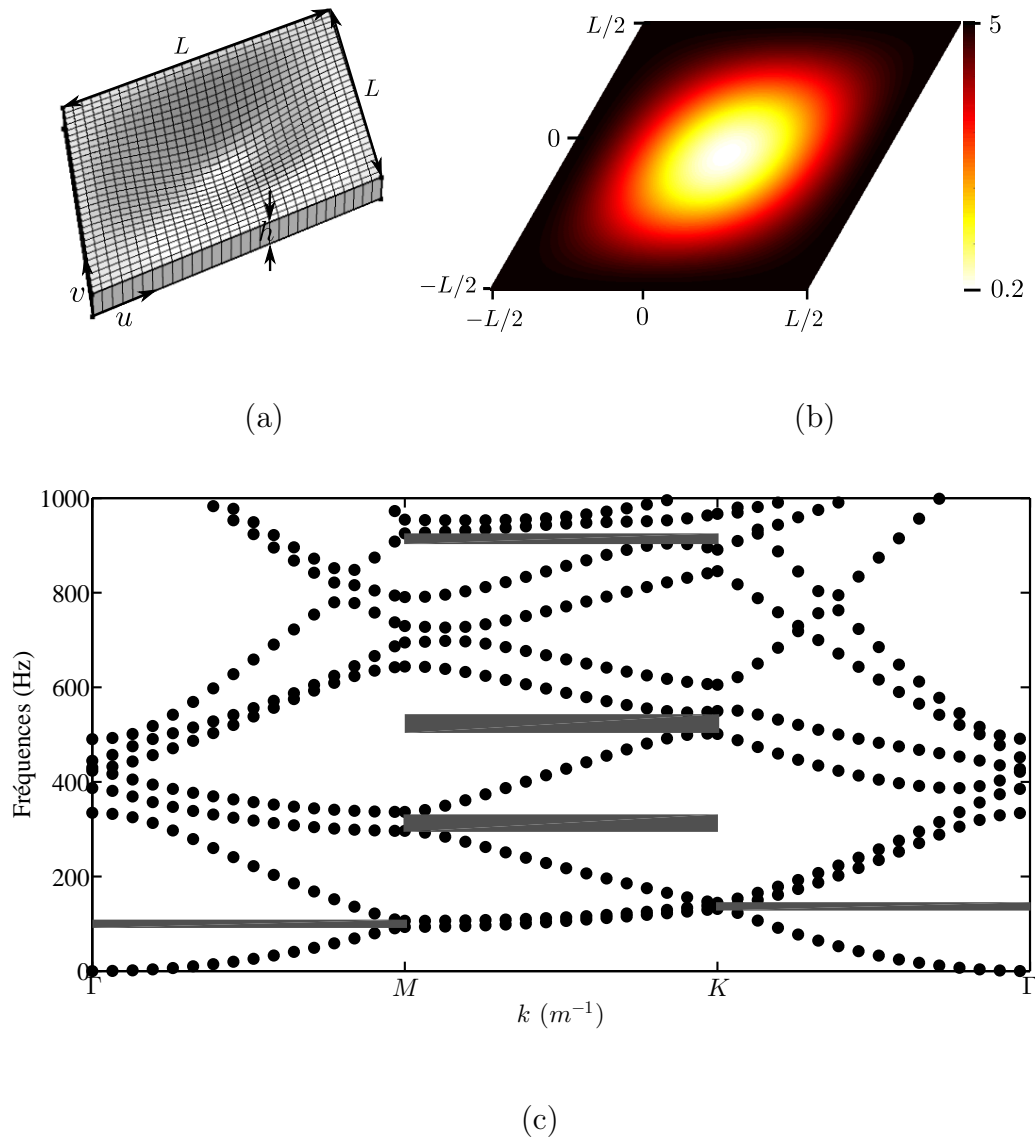 L
L
h
v
u
(a)
L/2
0
−L/2
−L/2
0
L/2
5
0.2
(b)
1000
800
600
400
200
0
Fréquences (Hz)
Γ
M
K
Γ
k (m⁻¹)
(c)